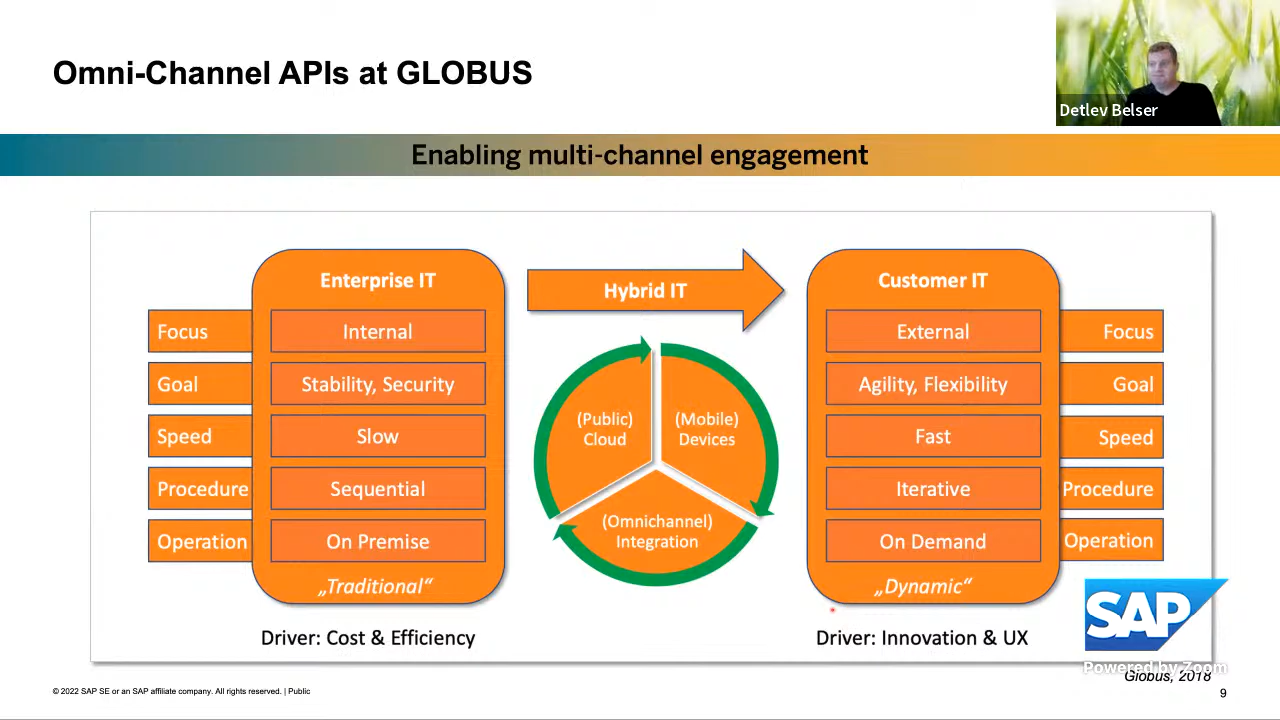 Omni-Channel APIs at GLOBUS
Detlev Belser
Enabling multi-channel engagement
Enterprise IT
Focus
Internal
Goal
Stability, Security
Speed
Slow
Procedure
Sequential
Operation
On Premise
„Traditional“
Driver: Cost & Efficiency
Hybrid IT
(Public)
Cloud
(Mobile)
Devices
(Omnichannel)
Integration
Customer IT
External
Focus
Agility, Flexibility
Goal
Fast
Speed
Iterative
Procedure
On Demand
Operation
„Dynamic“
Driver: Innovation & UX
SAP
Powered by Zoom
Globus, 2018
© 2022 SAP SE or an SAP affiliate company. All rights reserved. | Public
9